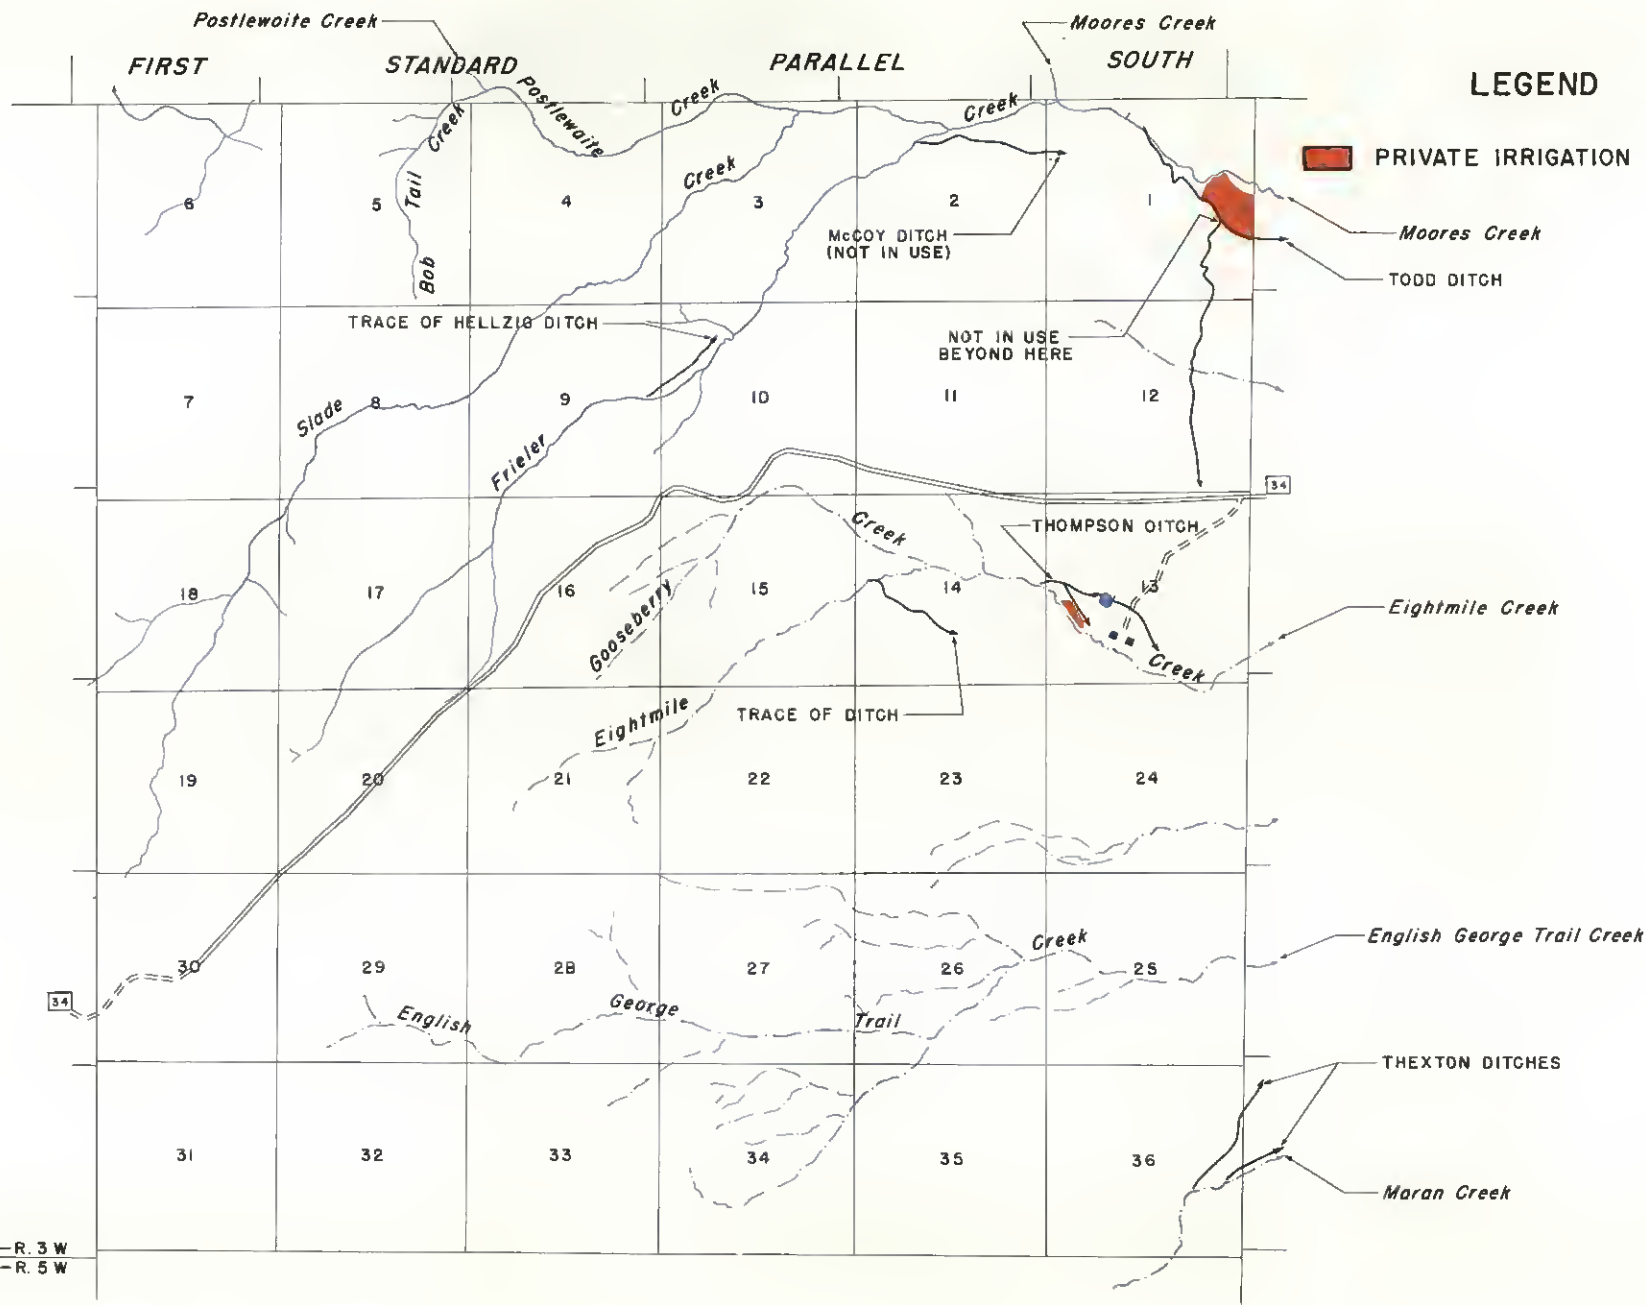 Postlewoite Creek
Moores Creek
FIRST STANDARD PARALLEL SOUTH
LEGEND
PRIVATE IRRIGATION
Postlewaite Creek
Creek
Bob Tail Creek
Slade Creek
6 5 4 3 2 1
McCOY DITCH
(NOT IN USE)
Moores Creek
TODD DITCH
TRACE OF HELLZIG DITCH
NOT IN USE
BEYOND HERE
7 8 9 10 11 12
Frieler
34
Gooseberry Creek
THOMPSON DITCH
18 17 16 15 14 13
Eightmile Creek
Eightmile Creek
TRACE OF DITCH
19 20 21 22 23 24
English George Trail Creek
30 29 28 27 26 25
34
English George Trail Creek
THEXTON DITCHES
31 32 33 34 35 36
Moran Creek
R. 3 W
R. 5 W